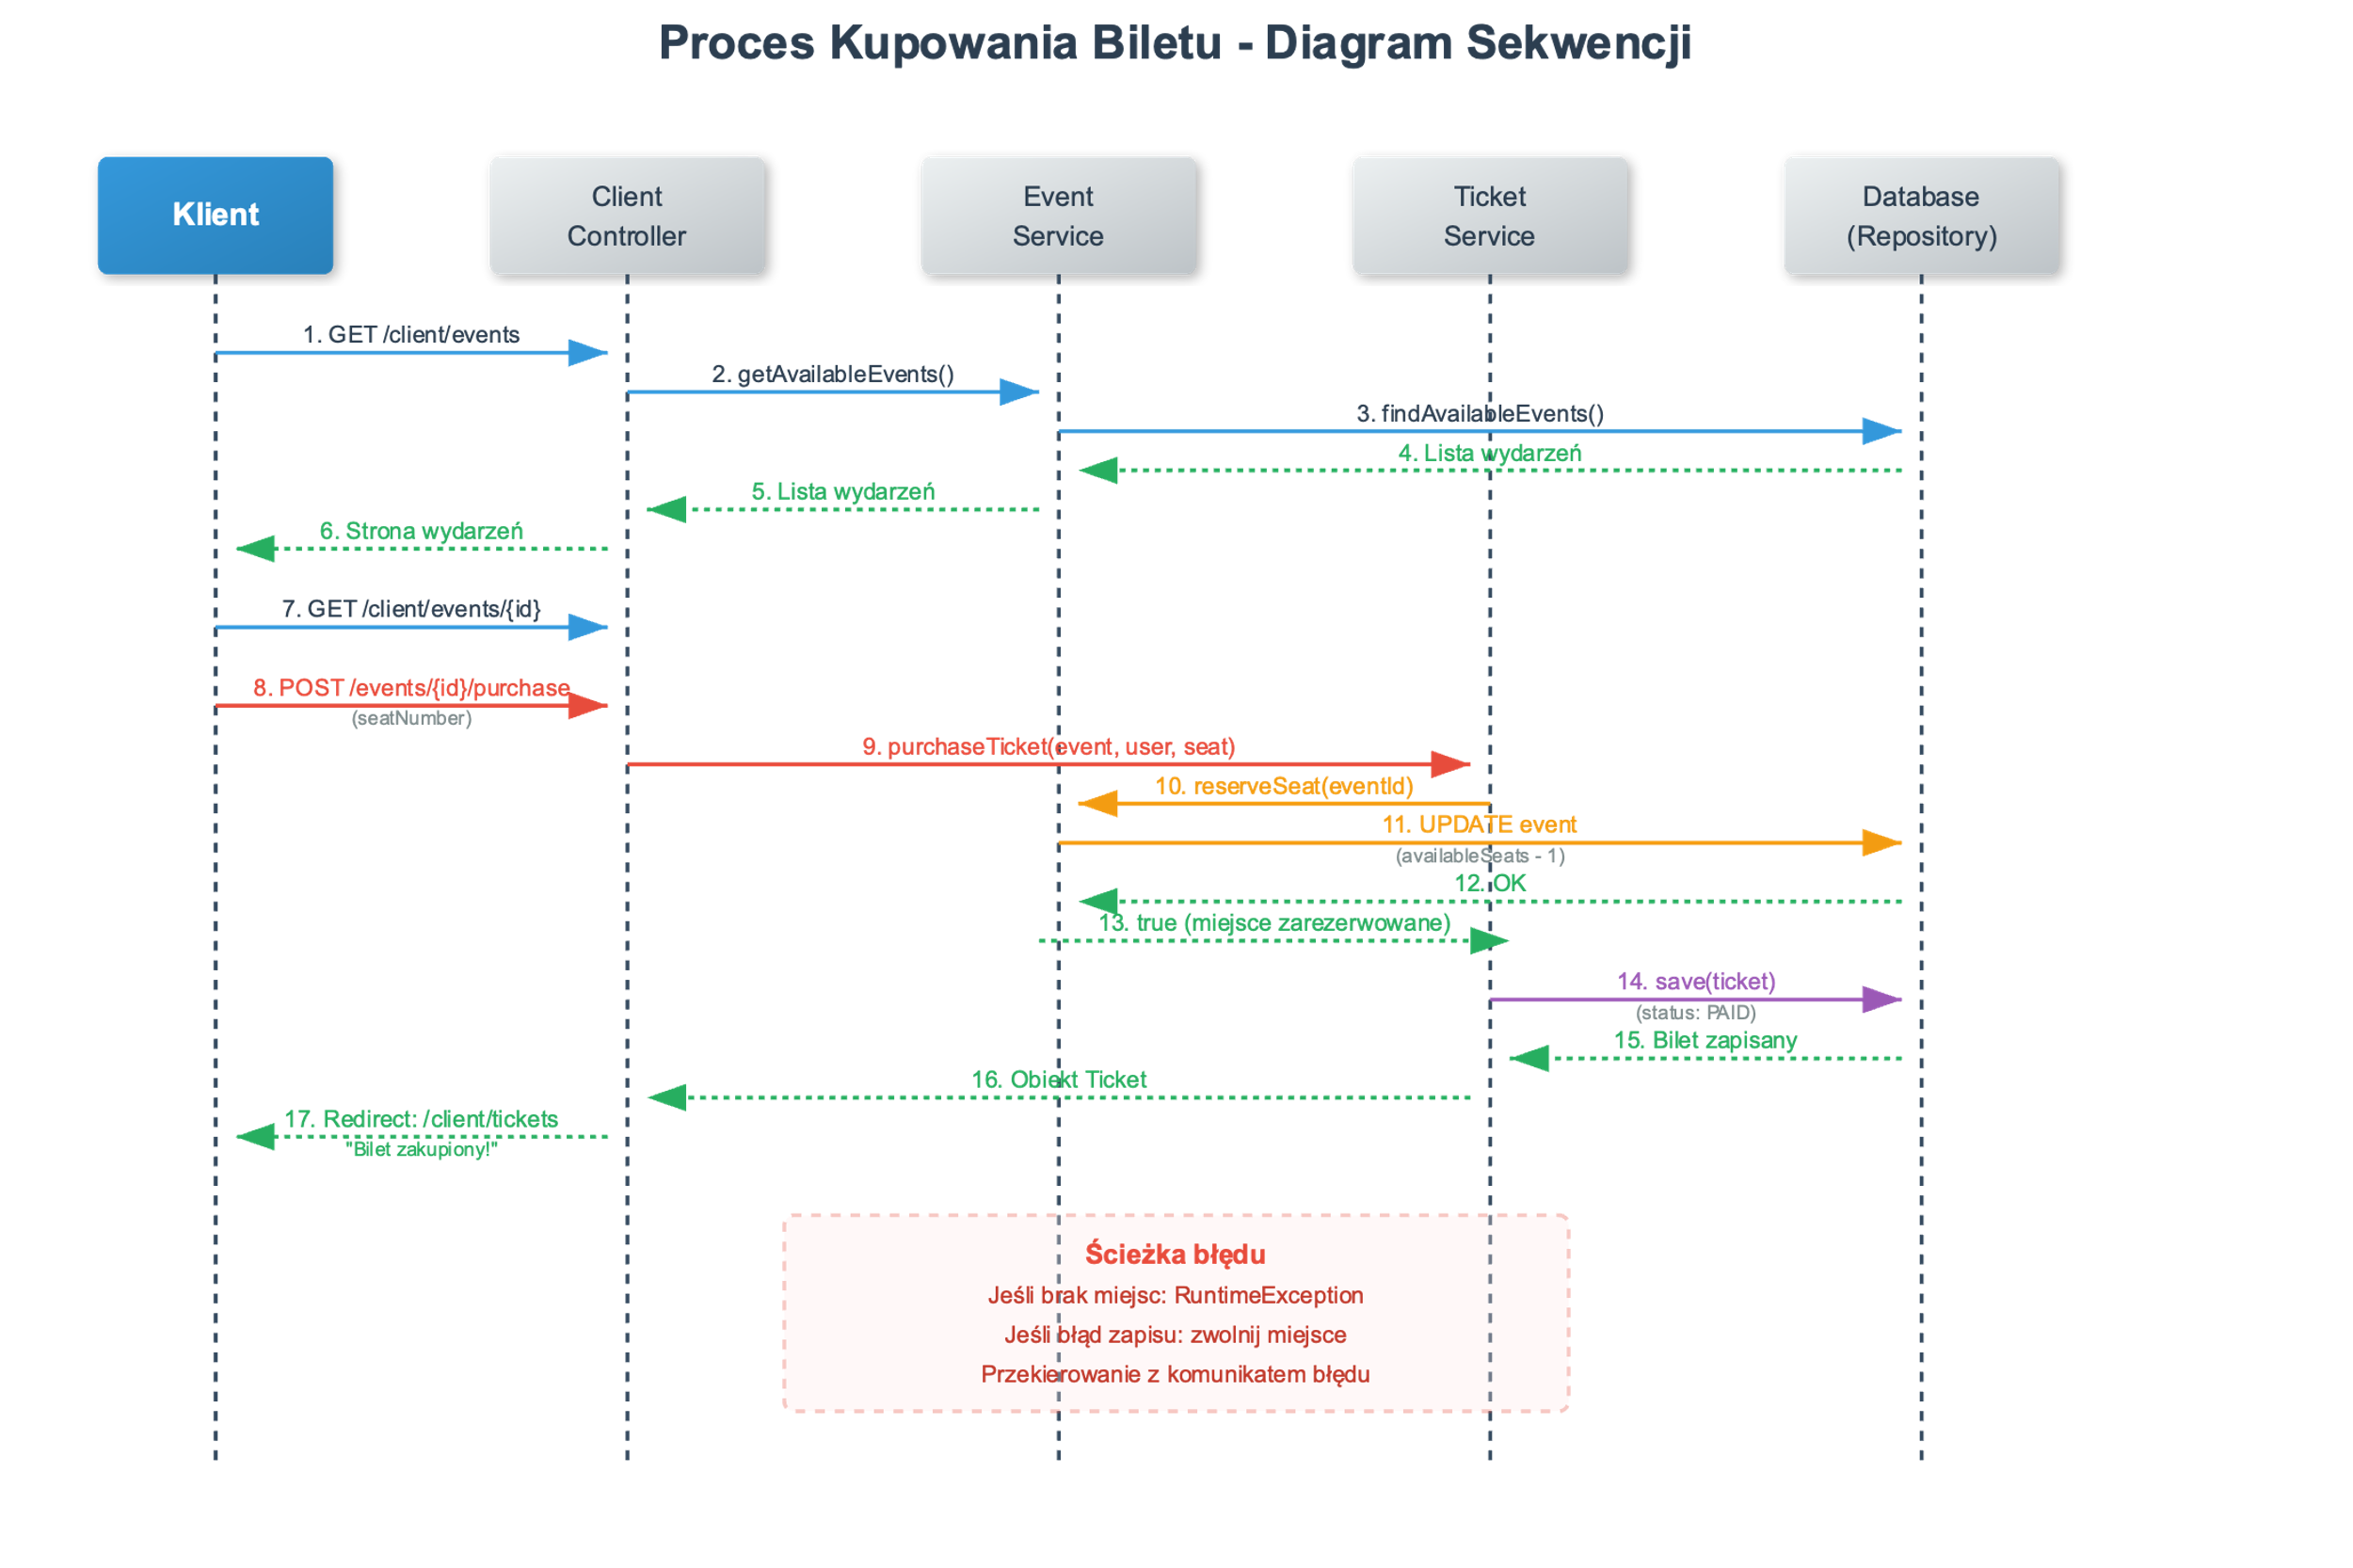 Proces Kupowania Biletu - Diagram Sekwencji
Klient
Client
Controller
Event
Service
Ticket
Service
Database
(Repository)
1. GET /client/events
2. getAvailableEvents()
3. findAvailableEvents()
4. Lista wydarzeń
5. Lista wydarzeń
6. Strona wydarzeń
7. GET /client/events/{id}
8. POST /events/{id}/purchase
(seatNumber)
9. purchaseTicket(event, user, seat)
10. reserveSeat(eventId)
11. UPDATE event
(availableSeats - 1)
12. OK
13. true (miejsce zarezerwowane)
14. save(ticket)
(status: PAID)
15. Bilet zapisany
16. Obiekt Ticket
17. Redirect: /client/tickets
"Bilet zakupiony!"
Ścieżka błędu
Jeśli brak miejsc: RuntimeException
Jeśli błąd zapisu: zwolnij miejsce
Przekierowanie z komunikatem błędu